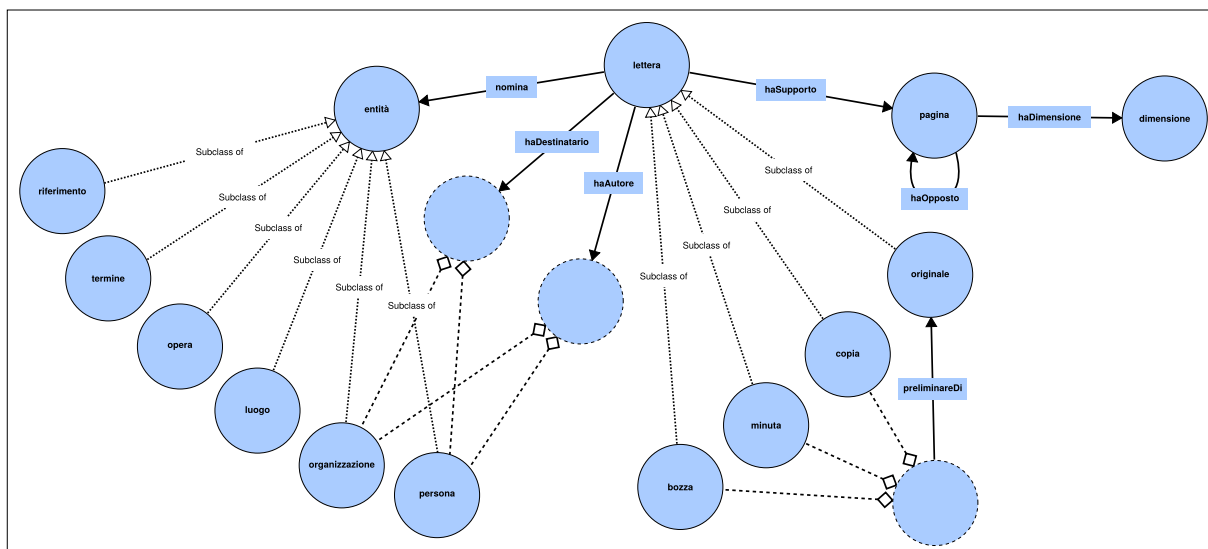 lettera
nomina
entità
haSupporto
pagina
haDimensione
dimensione
haDestinatario
Subclass of
haAutore
Subclass of
riferimento
Subclass of
haOpposto
Subclass of
Subclass of
Subclass of
Subclass of
Subclass of
originale
termine
Subclass of
Subclass of
Subclass of
opera
copia
preliminareDi
luogo
minuta
organizzazione
persona
bozza